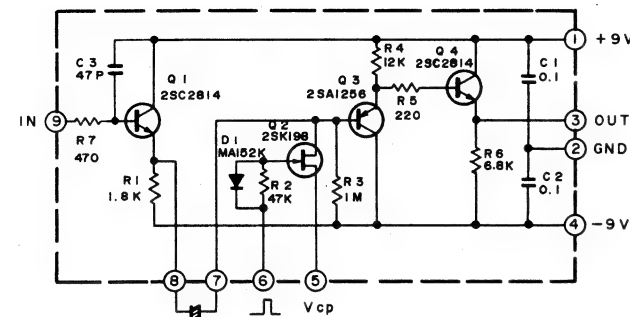 C3
47P
Q1
2SC2814
IN 9
R7
470
R1
1.8K
D1
MA152K
Q2
2SK198
R2
47K
Q3
2SA1256
R3
1M
R4
12K
R5
220
Q4
2SC2814
R6
6.8K
C1
0.1
C2
0.1
1 +9V
3 OUT
2 GND
4 -9V
8
7
6
5
Vcp